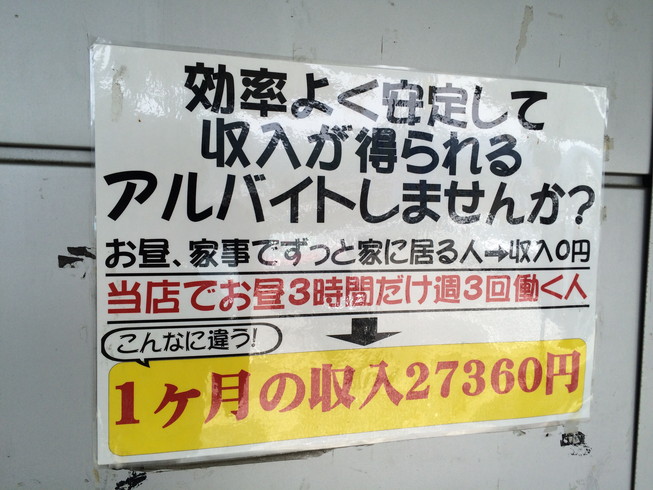 効率よく安定して
収入が得られる
アルバイトしませんか?
お昼、家事でずっと家に居る人→収入0円
当店でお昼3時間だけ週3回働く人
こんなに違う!
1ヶ月の収入27360円